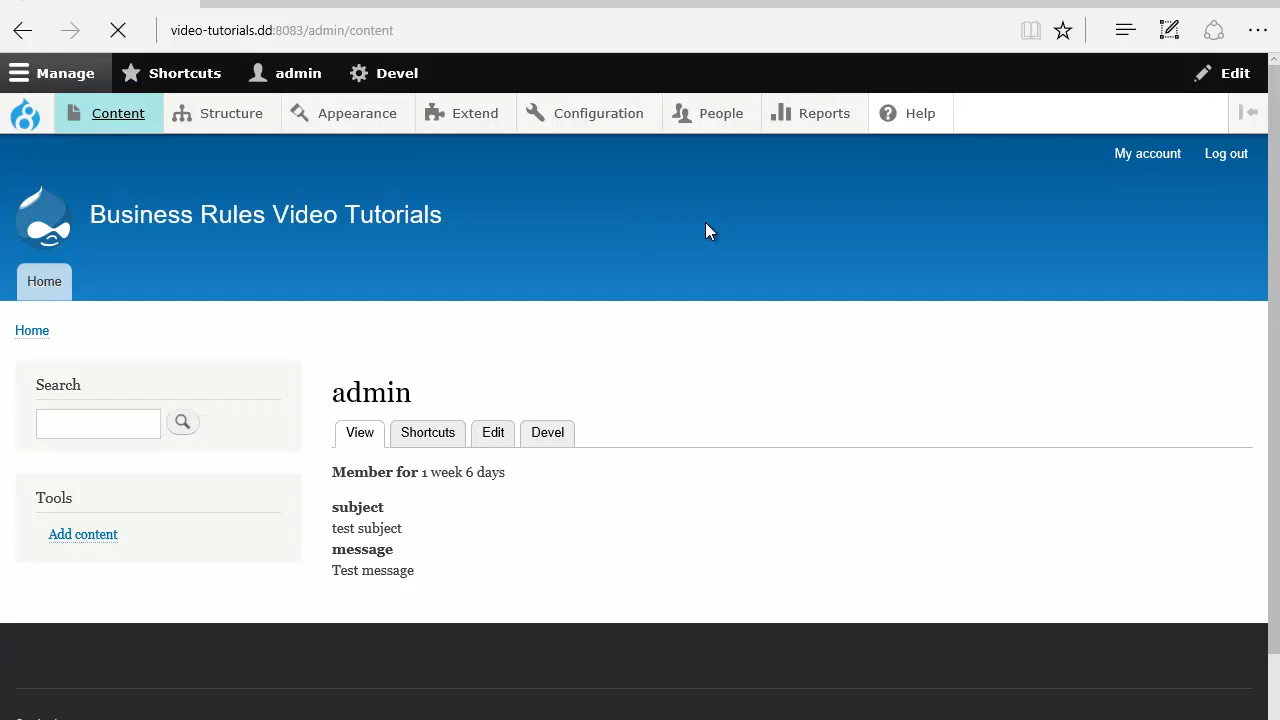 video-tutorials.dd:8083/admin/content
Manage Shortcuts admin Devel Edit
Content Structure Appearance Extend Configuration People Reports Help
My account Log out
Business Rules Video Tutorials
Home
Home
Search
admin
View Shortcuts Edit Devel
Member for 1 week 6 days
Tools
subject
test subject
Add content
message
Test message